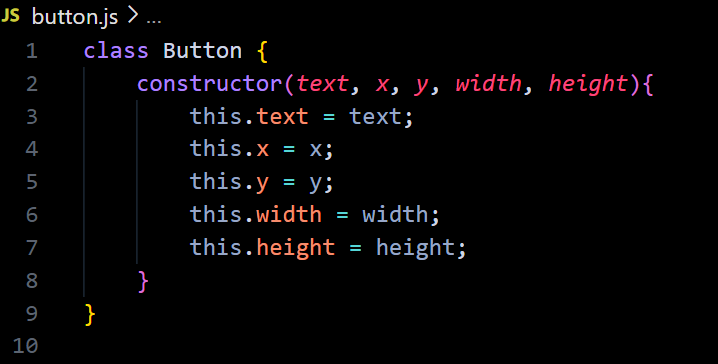 JS button.js > ...
1 class Button {
2     constructor(text, x, y, width, height){
3         this.text = text;
4         this.x = x;
5         this.y = y;
6         this.width = width;
7         this.height = height;
8     }
9 }
10